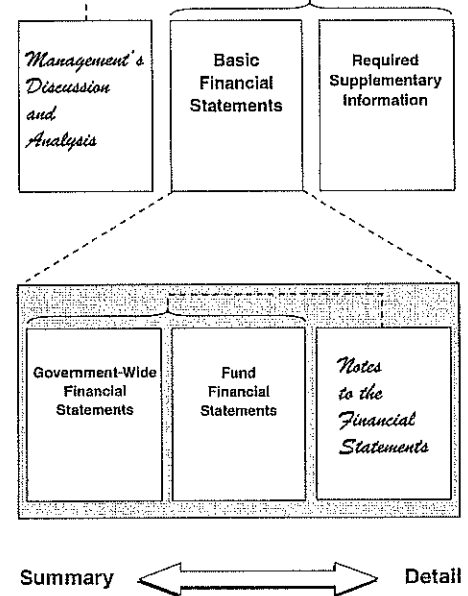 Management's
Discussion
and
Analysis
Basic
Financial
Statements
Required
Supplementary
Information
Government-Wide
Financial
Statements
Fund
Financial
Statements
Notes
to the
Financial
Statements
Summary
Detail